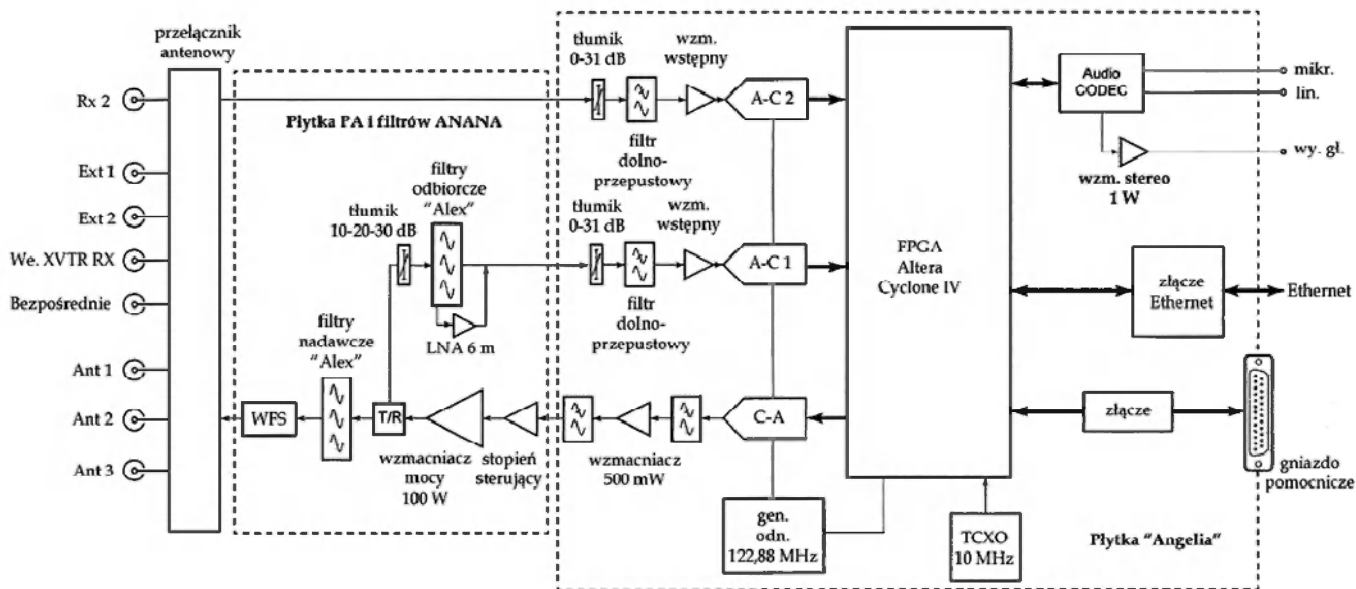 przełącznik
antenowy
Rx 2
Ext 1
Ext 2
We. XVTR RX
Bezpośrednie
Ant 1
Ant 2
Ant 3
Płytka PA i filtrów ANANA
tłumik
10-20-30 dB
filtry
odbiorcze
"Alex"
LNA 6 m
filtry
nadawcze
"Alex"
WFS
T/R
wzmacniacz
mocy
100 W
stopień
sterujący
tłumik
0-31 dB
wzm.
wstępny
A-C 2
filtr
dolno-
przepustowy
tłumik
0-31 dB
wzm.
wstępny
A-C 1
filtr
dolno-
przepustowy
wzmacniacz
500 mW
C-A
gen.
odn.
122,88 MHz
FPGA
Altera
Cyclone IV
TCXO
10 MHz
Audio
CODEC
mikr.
lin.
wy. gł.
wzm. stereo
1 W
złącze
Ethernet
Ethernet
złącze
gniazdo
pomocnicze
Płytka "Angelia"